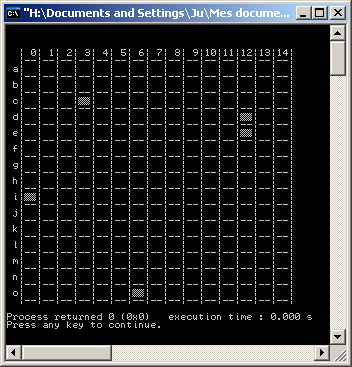 "H:\Documents and Settings\Ju\Mes docume...
| 0| 1| 2| 3| 4| 5| 6| 7| 8| 9|10|11|12|13|14|
a
b
c
d
e
f
g
h
i
j
k
l
m
n
o
Process returned 0 (0x0)   execution time : 0.000 s
Press any key to continue.